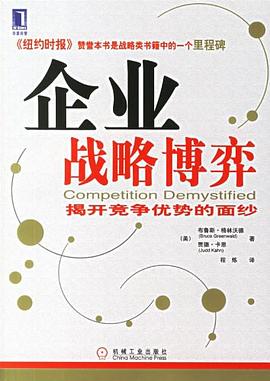 《纽约时报》赞誉本书是战略类书籍中的一个里程碑
企业
战略博弈
Competition Demystified
揭开竞争优势的面纱
(美) 布鲁斯·格林沃德
(Bruce Greenwald)
贾德·卡恩 著
(Judd Kahn)
程炼 译
机械工业出版社
China Machine Press